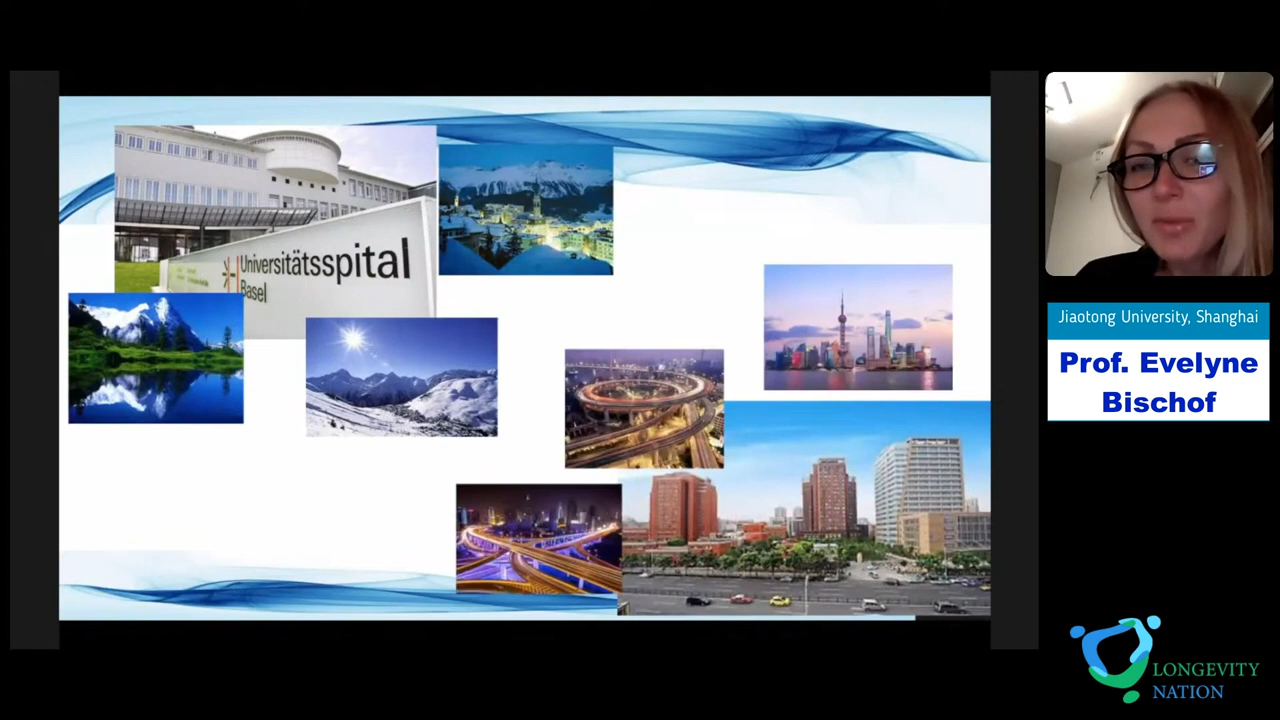 Universitätsspital
Basel
Jiaotong University, Shanghai
Prof. Evelyne
Bischof
LONGEVITY
NATION